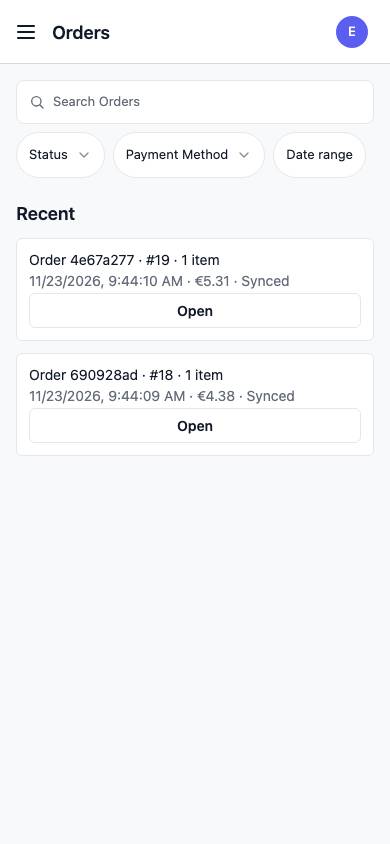 Orders
E
Search Orders
Status
Payment Method
Date range
Recent
Order 4e67a277 · #19 · 1 item
11/23/2026, 9:44:10 AM · €5.31 · Synced
Open
Order 690928ad · #18 · 1 item
11/23/2026, 9:44:09 AM · €4.38 · Synced
Open